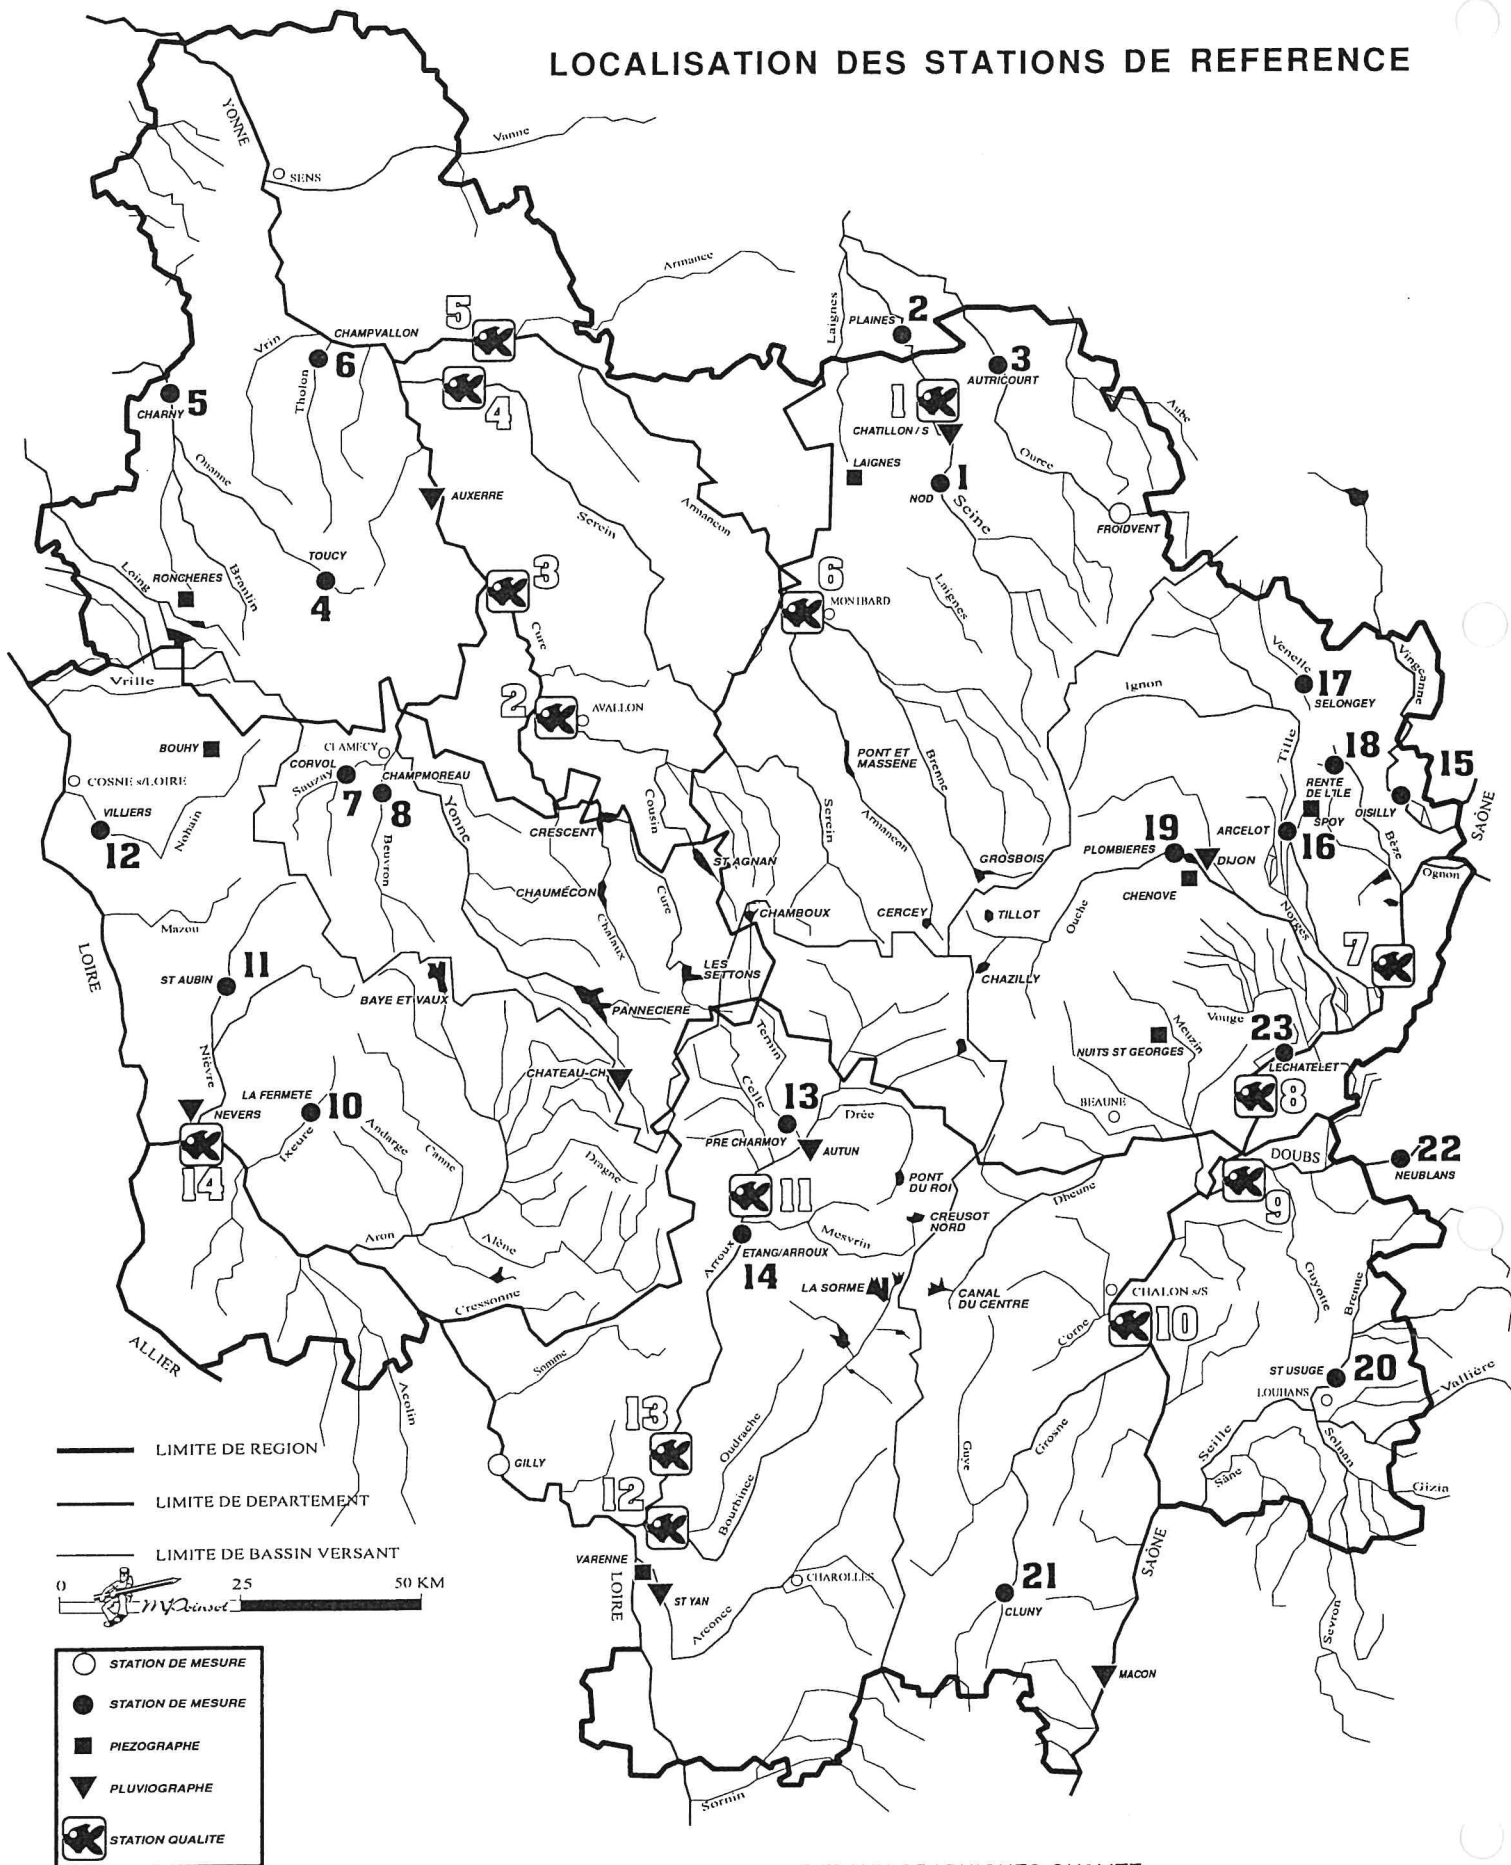 LOCALISATION DES STATIONS DE REFERENCE
YONNE
Vanne
SENS
Armance
5
CHAMPVALLON
Vrin
6
Tholon
4
CHARNY
5
Laignes
PLAINES
2
3
AUTRICOURT
1
CHATILLON / S
Aube
LAIGNES
Ource
NOD
1
Seine
FROIDVENT
Ouanne
AUXERRE
Serein
Armancon
TOUCY
4
Loing
RONCHERES
Branlin
3
Cure
6
MONTBARD
Laignes
Venelle
Vingeanne
17
SELONGEY
Vrille
2
AVALLON
Ignon
BOUHY
CLAMECY
CORVOL
Sauzay
CHAMPMOREAU
7
8
COSNE s/LOIRE
VILLIERS
12
Nohain
Beuvron
Yonne
PONT ET
MASSENE
Brenne
Tille
18
RENTE
DE L'ILE
15
OISILLY
SAÔNE
SPOY
CRESCENT
Cousin
Serein
Armancon
19
PLOMBIERES
ARCELOT
16
Bèze
ST AGNAN
GROSBOIS
DIJON
CHENOVE
Ognon
CHAUMÉCON
Cure
Chalaux
CHAMBOUX
CERCEY
TILLOT
Ouche
Norges
Mazou
LOIRE
ST AUBIN
11
LES
SETTONS
CHAZILLY
7
BAYE ET VAUX
PANNECIERE
Nièvre
Ternin
Vouge
Meuzin
23
NUITS ST GEORGES
LECHATELET
CHATEAU-CH
Celle
13
Drée
BEAUNE
8
LA FERMETE
10
NEVERS
Ixeure
Andarge
Canne
14
PRE CHARMOY
AUTUN
DOUBS
22
NEUBLANS
Dragne
11
PONT
DU ROI
Dheune
9
CREUSOT
NORD
Mesvrin
Aron
Alène
Arroux
ETANG/ARROUX
14
Guyotte
Brenne
LA SORME
CANAL
DU CENTRE
CHALON s/S
Cressonne
Corne
10
ALLIER
Somme
ST USUGE
20
LOUHANS
Vallière
Acolin
13
Oudrache
Guye
Grosne
Seille
Solnan
Sâne
Gizia
LIMITE DE REGION
GILLY
12
Bourbince
LIMITE DE DEPARTEMENT
LIMITE DE BASSIN VERSANT
0 25 50 KM
VARENNE
LOIRE
ST YAN
CHAROLLES
Arconce
21
CLUNY
SAÔNE
Sevron
STATION DE MESURE
STATION DE MESURE
PIEZOGRAPHE
PLUVIOGRAPHE
STATION QUALITE
MACON
Sornin